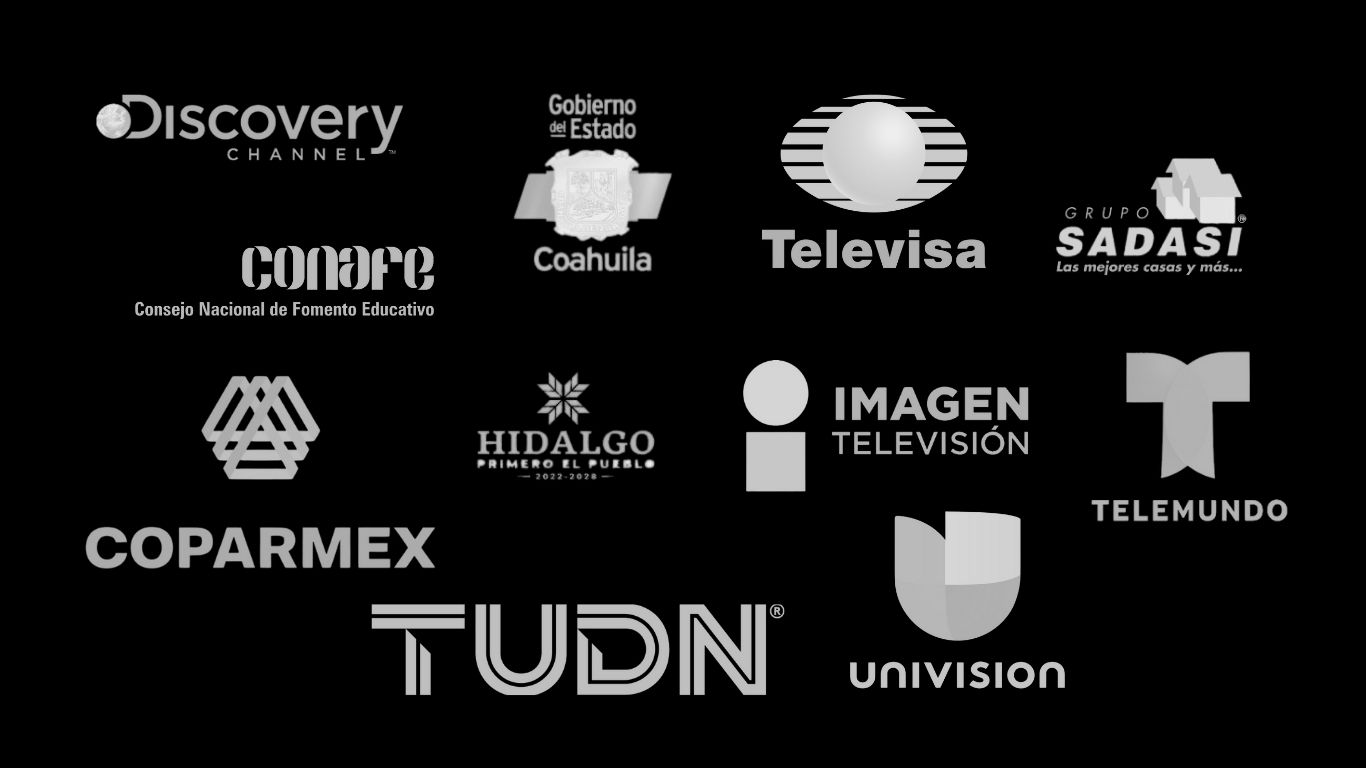 Discovery
CHANNEL™
Gobierno
del Estado
Coahuila
Televisa
GRUPO
SADASI®
Las mejores casas y más...
conafe
Consejo Nacional de Fomento Educativo
COPARMEX
HIDALGO
PRIMERO EL PUEBLO
2022-2028
IMAGEN
TELEVISIÓN
TELEMUNDO
TUDN®
UNIVISION